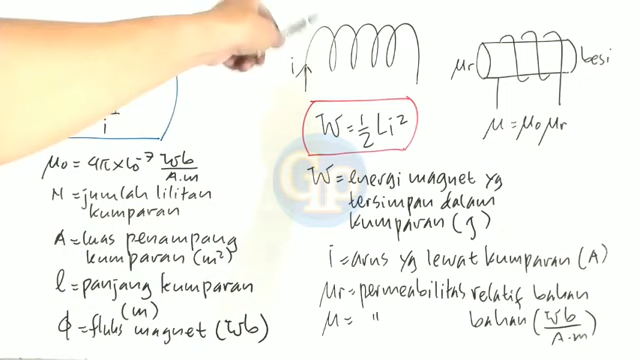 i
μ₀ = 4π×10⁻⁷ Wb/A.m
N = jumlah lilitan
kumparan
A = luas penampang
kumparan (m²)
l = panjang kumparan
(m)
ϕ = fluks magnet (Wb)
i
W = 1/2 Li²
W = energi magnet yg
tersimpan dalam
kumparan (J)
i = arus yg lewat kumparan (A)
μr = permeabilitas relatif bahan
μ = " bahan (Wb/A.m)
μr
besi
μ = μ₀ μr